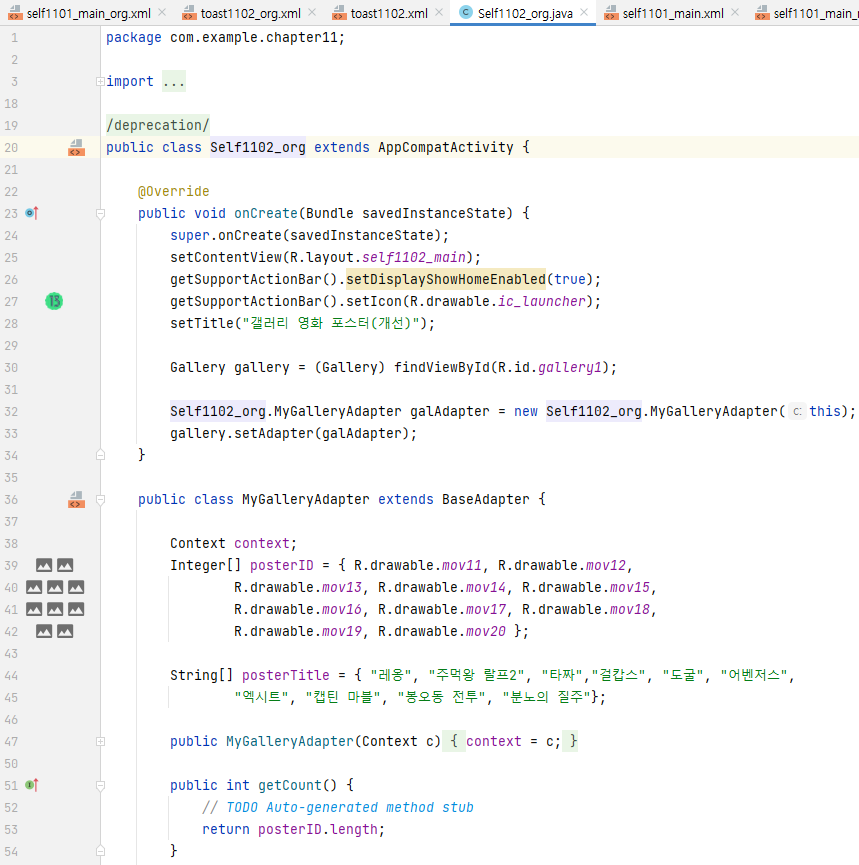 self1101_main_org.xml toast1102_org.xml toast1102.xml Self1102_org.java self1101_main.xml self1101_main_
1 package com.example.chapter11;
2
3 import ...
18
19 /deprecation/
20 public class Self1102_org extends AppCompatActivity {
21
22 @Override
23 public void onCreate(Bundle savedInstanceState) {
24 super.onCreate(savedInstanceState);
25 setContentView(R.layout.self1102_main);
26 getSupportActionBar().setDisplayShowHomeEnabled(true);
27 getSupportActionBar().setIcon(R.drawable.ic_launcher);
28 setTitle("갤러리 영화 포스터(개선)");
29
30 Gallery gallery = (Gallery) findViewById(R.id.gallery1);
31
32 Self1102_org.MyGalleryAdapter galAdapter = new Self1102_org.MyGalleryAdapter( c: this);
33 gallery.setAdapter(galAdapter);
34 }
35
36 public class MyGalleryAdapter extends BaseAdapter {
37
38 Context context;
39 Integer[] posterID = { R.drawable.mov11, R.drawable.mov12,
40 R.drawable.mov13, R.drawable.mov14, R.drawable.mov15,
41 R.drawable.mov16, R.drawable.mov17, R.drawable.mov18,
42 R.drawable.mov19, R.drawable.mov20 };
43
44 String[] posterTitle = { "레옹", "주먹왕 랄프2", "타짜","걸캅스", "도굴", "어벤저스",
45 "엑시트", "캡틴 마블", "봉오동 전투", "분노의 질주"};
46
47 public MyGalleryAdapter(Context c) { context = c; }
50
51 public int getCount() {
52 // TODO Auto-generated method stub
53 return posterID.length;
54 }